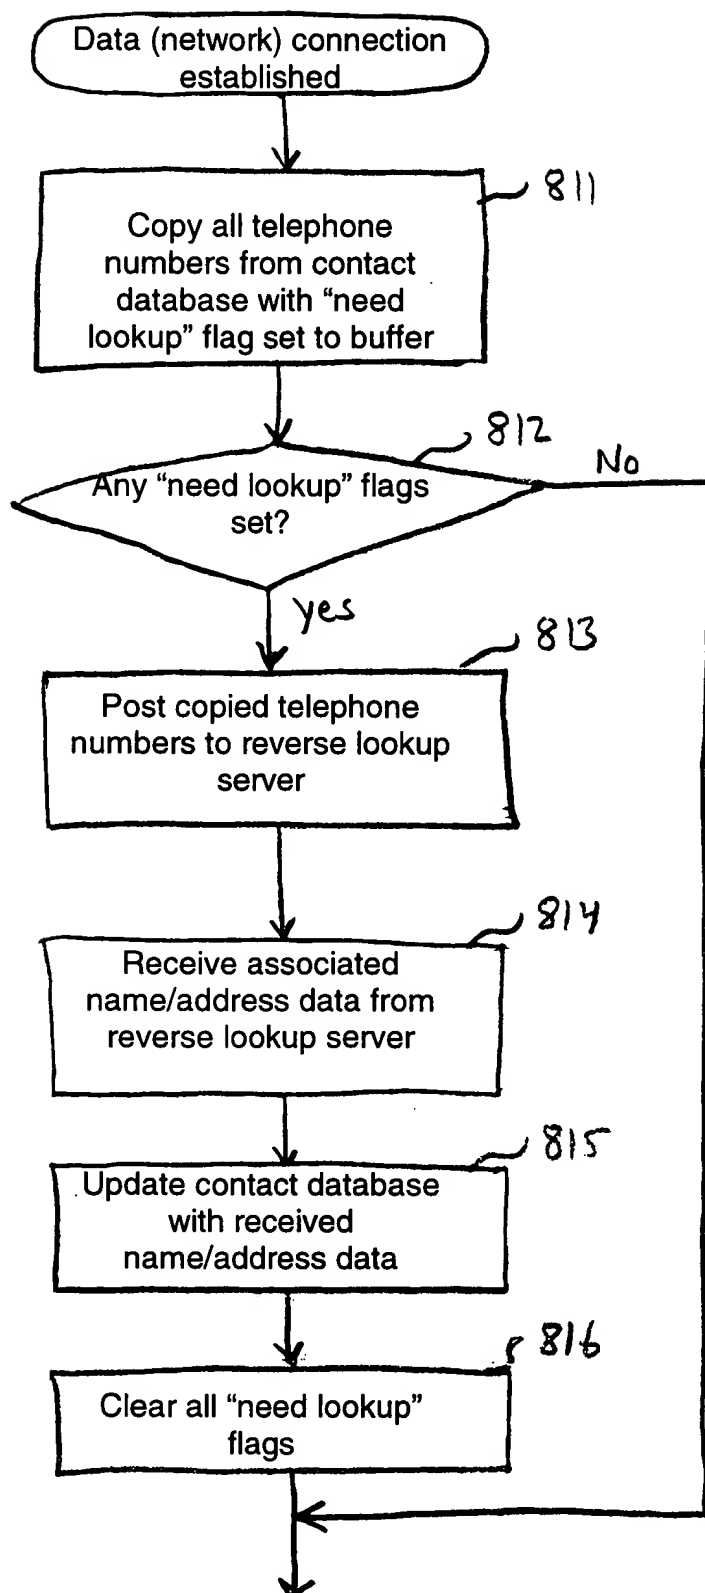 Data (network) connection
established
811
Copy all telephone
numbers from contact
database with “need
lookup” flag set to buffer
812
No
Any “need lookup” flags
set?
yes
813
Post copied telephone
numbers to reverse lookup
server
814
Receive associated
name/address data from
reverse lookup server
815
Update contact database
with received
name/address data
816
Clear all “need lookup”
flags